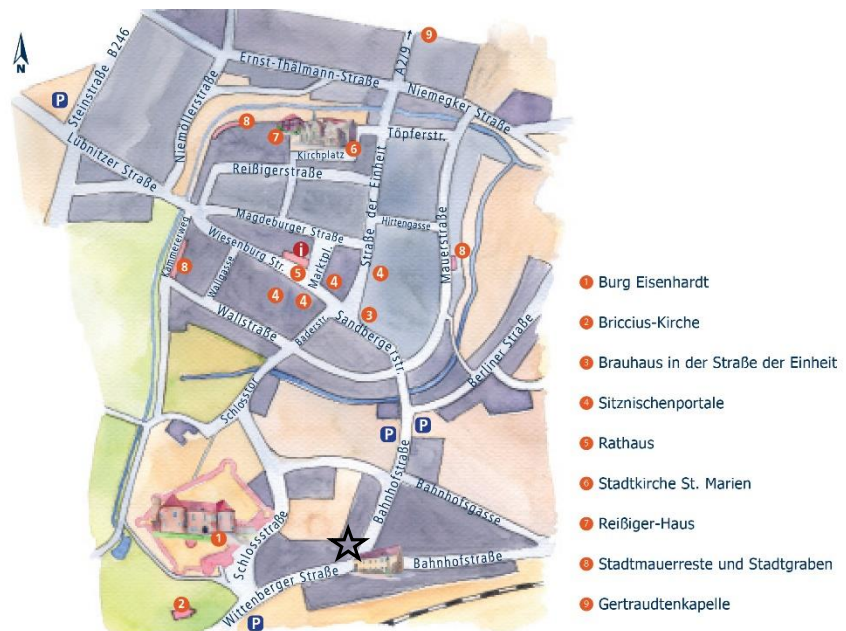 N
Steinstraße B246
Niemöllerstraße
Ernst-Thälmann-Straße
A2/9
9
Niemegker Straße
P
Lübnitzer Straße
8
7
6
Kirchplatz
Töpferstr.
Reißigerstraße
Straße der Einheit
Magdeburger Straße
Hirtengasse
Mauerstraße
8
Kämmererweg
8
Wiesenburg Str.
i
5
Marktpl.
4
4
4
4
3
Wallgasse
Wallstraße
Baderstr.
Sandbergerstr.
Berliner Straße
Schlosstor
P
P
Bahnhofstraße
Bahnhofsgasse
1
Schlossstraße
Wittenberger Straße
Bahnhofstraße
2
P
1 Burg Eisenhardt
2 Briccius-Kirche
3 Brauhaus in der Straße der Einheit
4 Sitznischenportale
5 Rathaus
6 Stadtkirche St. Marien
7 Reißiger-Haus
8 Stadtmauerreste und Stadtgraben
9 Gertraudtenkapelle